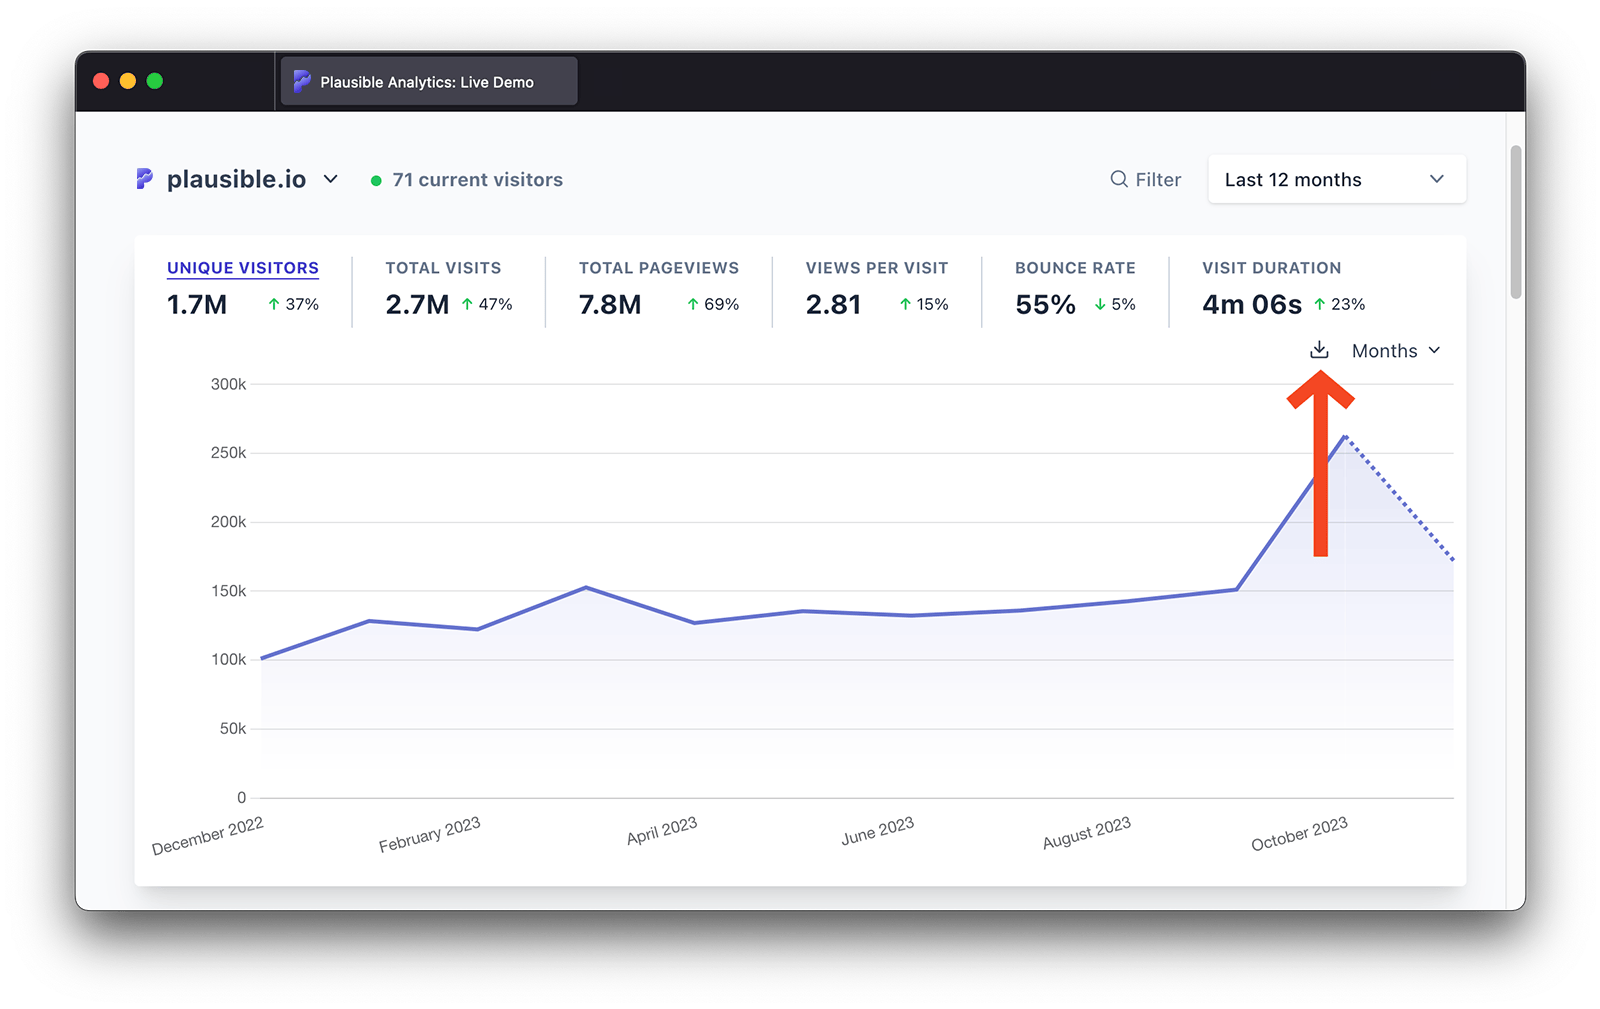 Plausible Analytics: Live Demo
plausible.io
71 current visitors
Filter
Last 12 months
UNIQUE VISITORS
1.7M 37%
TOTAL VISITS
2.7M 47%
TOTAL PAGEVIEWS
7.8M 69%
VIEWS PER VISIT
2.81 15%
BOUNCE RATE
55% 5%
VISIT DURATION
4m 06s 23%
Months
300k
250k
200k
150k
100k
50k
0
December 2022
February 2023
April 2023
June 2023
August 2023
October 2023